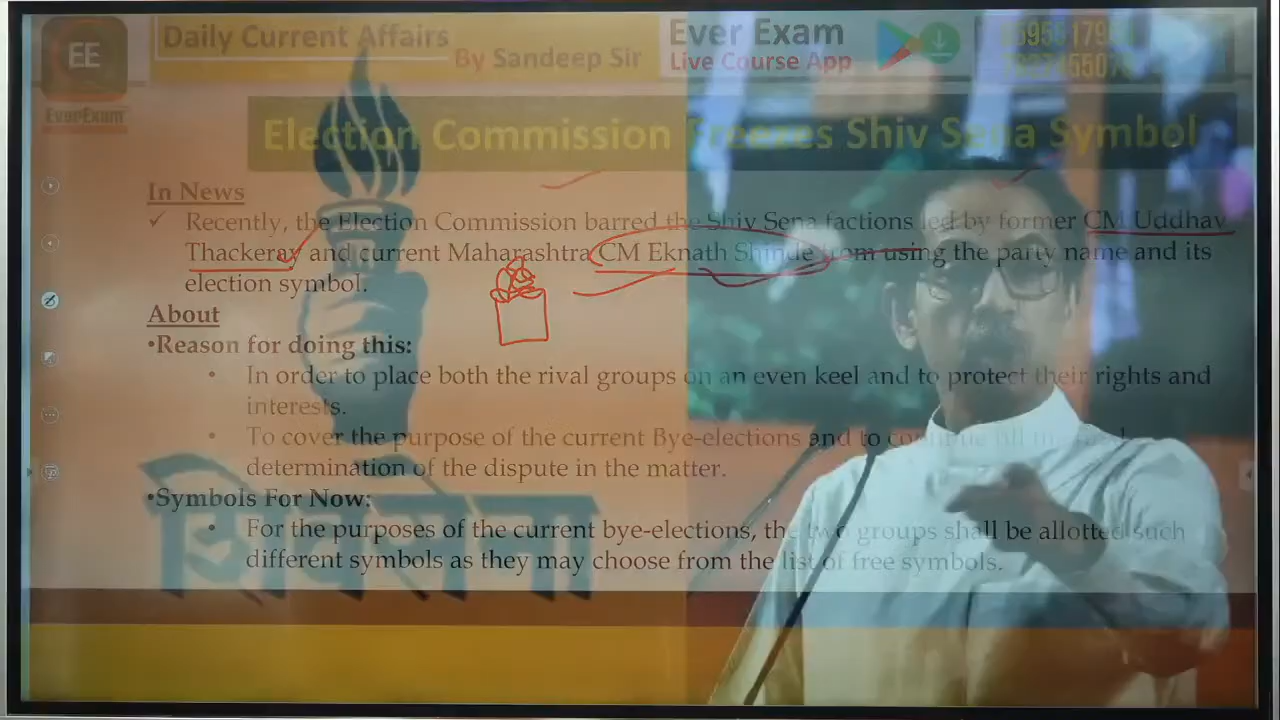 EE
EverExam
Daily Current Affairs
By Sandeep Sir
Ever Exam
Live Course App
Election Commission Freezes Shiv Sena Symbol
In News
✓ Recently, the Election Commission barred the Shiv Sena factions led by former CM Uddhav
Thackeray and current Maharashtra CM Eknath Shinde from using the party name and its
election symbol.
About
•Reason for doing this:
• In order to place both the rival groups on an even keel and to protect their rights and
interests.
• To cover the purpose of the current Bye-elections and to continue till the
determination of the dispute in the matter.
•Symbols For Now:
• For the purposes of the current bye-elections, the two groups shall be allotted such
different symbols as they may choose from the list of free symbols.
शिवसेना